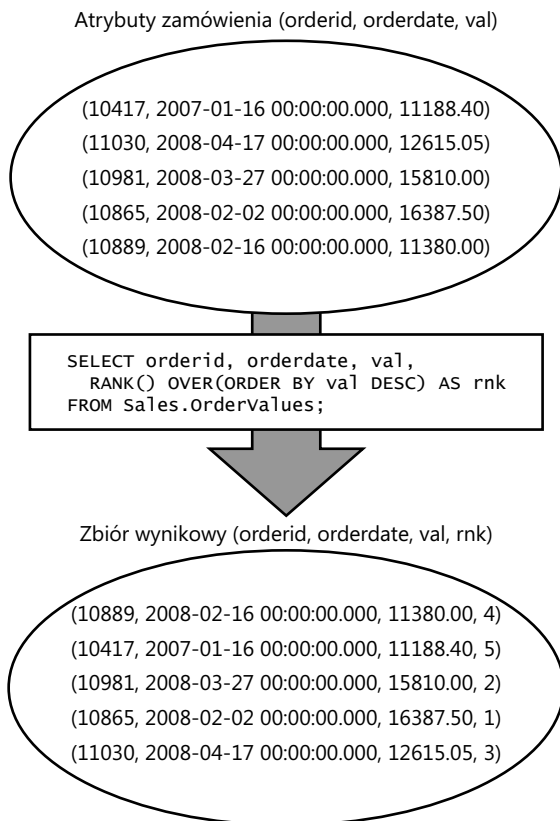 Atrybuty zamówienia (orderid, orderdate, val)
(10417, 2007-01-16 00:00:00.000, 11188.40)
(11030, 2008-04-17 00:00:00.000, 12615.05)
(10981, 2008-03-27 00:00:00.000, 15810.00)
(10865, 2008-02-02 00:00:00.000, 16387.50)
(10889, 2008-02-16 00:00:00.000, 11380.00)
SELECT orderid, orderdate, val,
RANK() OVER(ORDER BY val DESC) AS rnk
FROM Sales.OrderValues;
Zbiór wynikowy (orderid, orderdate, val, rnk)
(10889, 2008-02-16 00:00:00.000, 11380.00, 4)
(10417, 2007-01-16 00:00:00.000, 11188.40, 5)
(10981, 2008-03-27 00:00:00.000, 15810.00, 2)
(10865, 2008-02-02 00:00:00.000, 16387.50, 1)
(11030, 2008-04-17 00:00:00.000, 12615.05, 3)